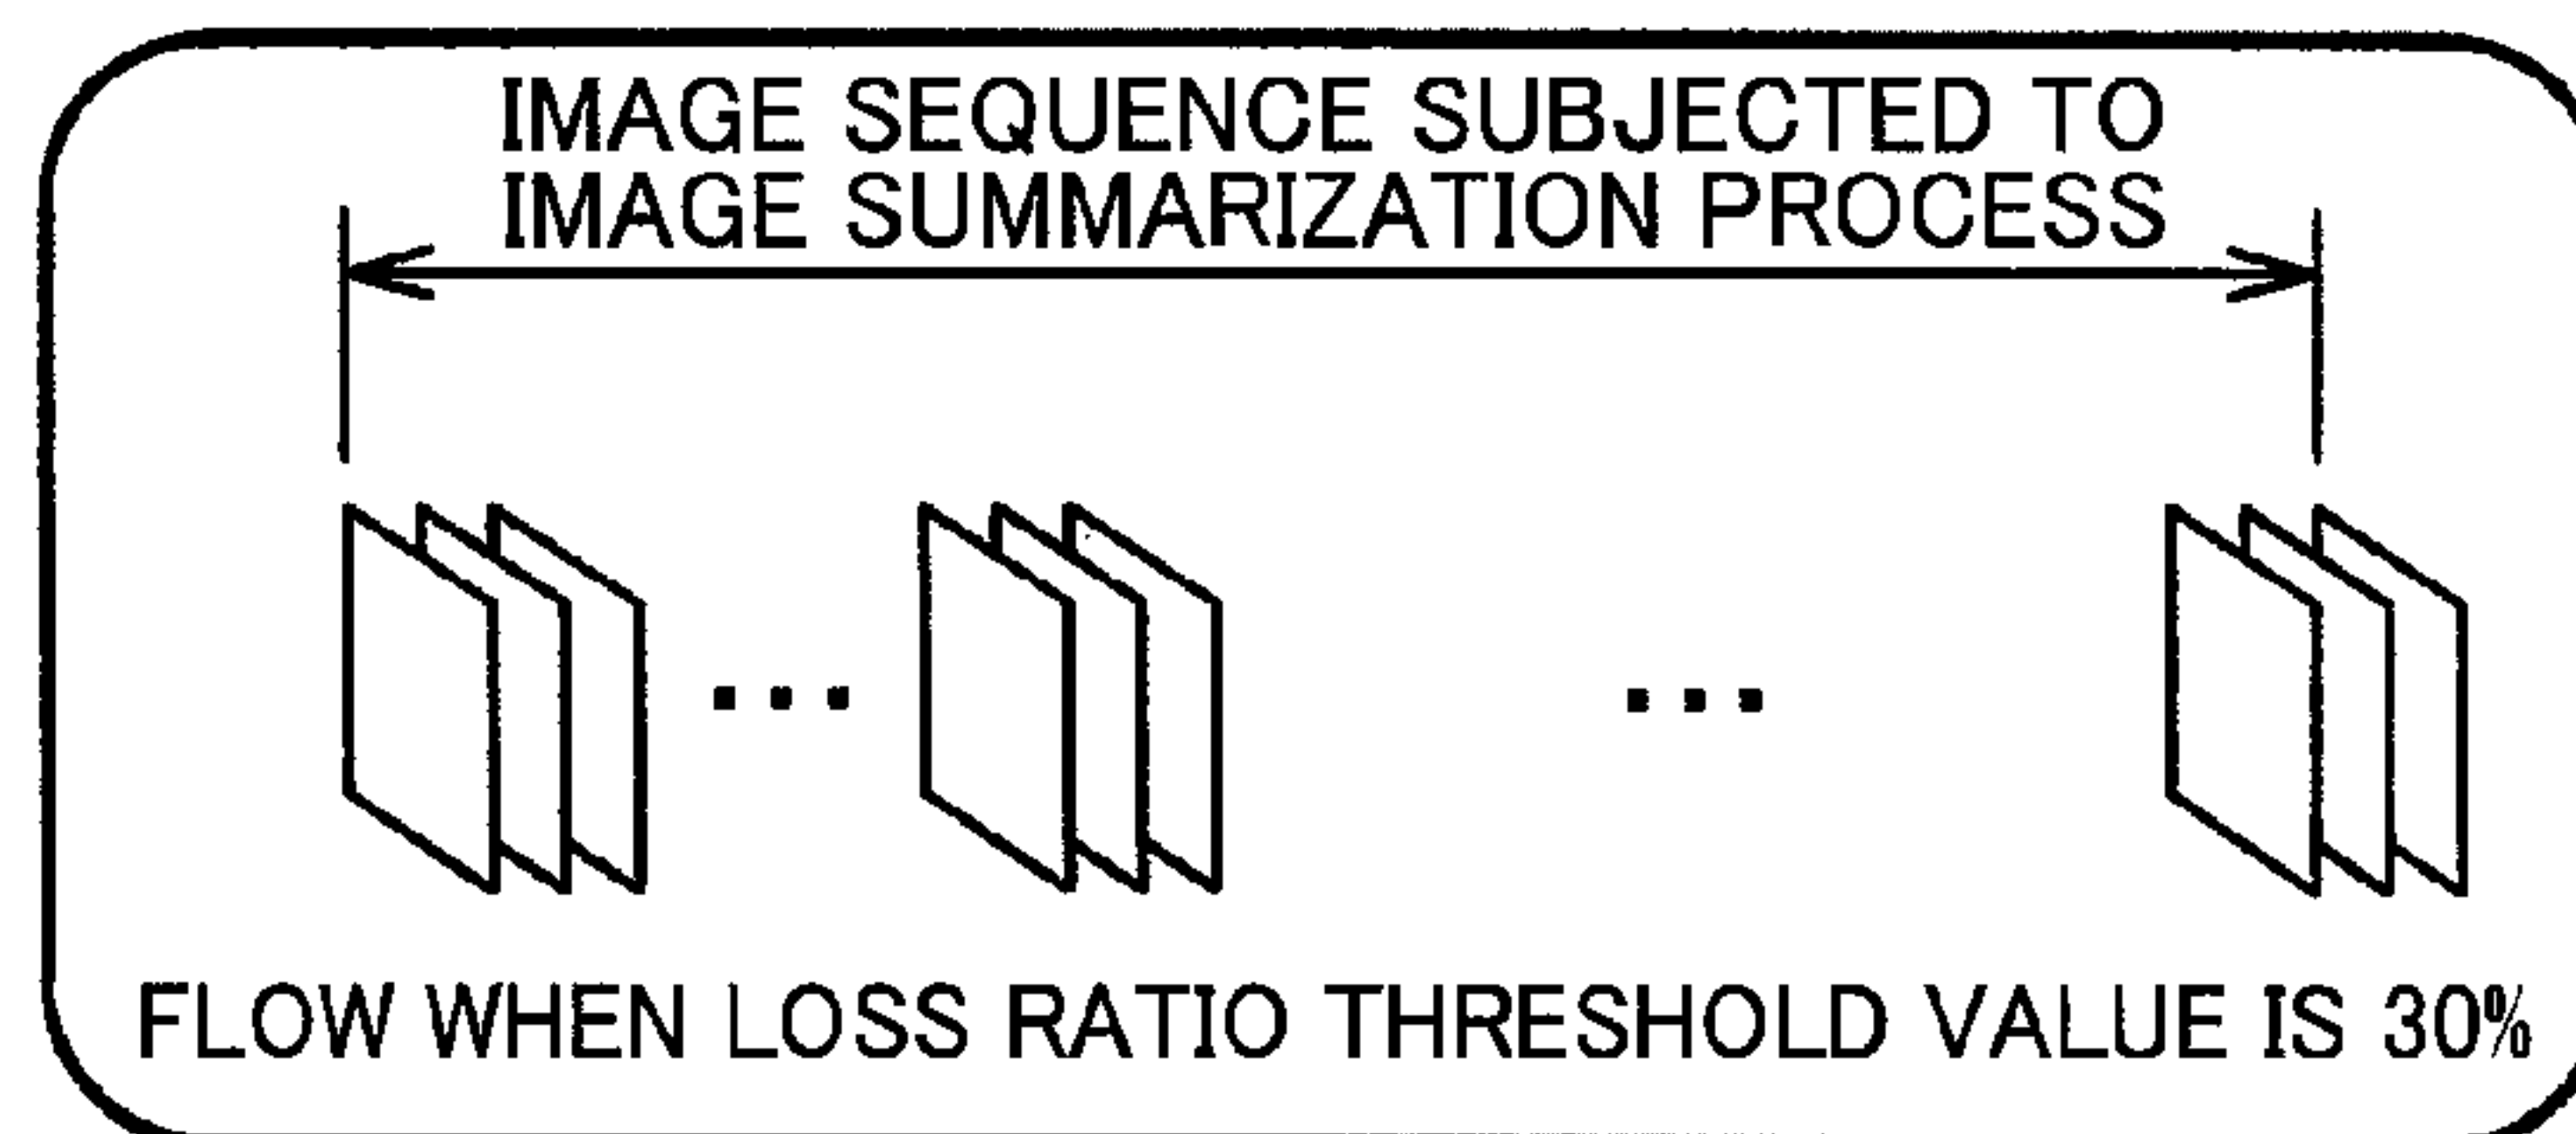 IMAGE SEQUENCE SUBJECTED TO
IMAGE SUMMARIZATION PROCESS
... ...
FLOW WHEN LOSS RATIO THRESHOLD VALUE IS 30%